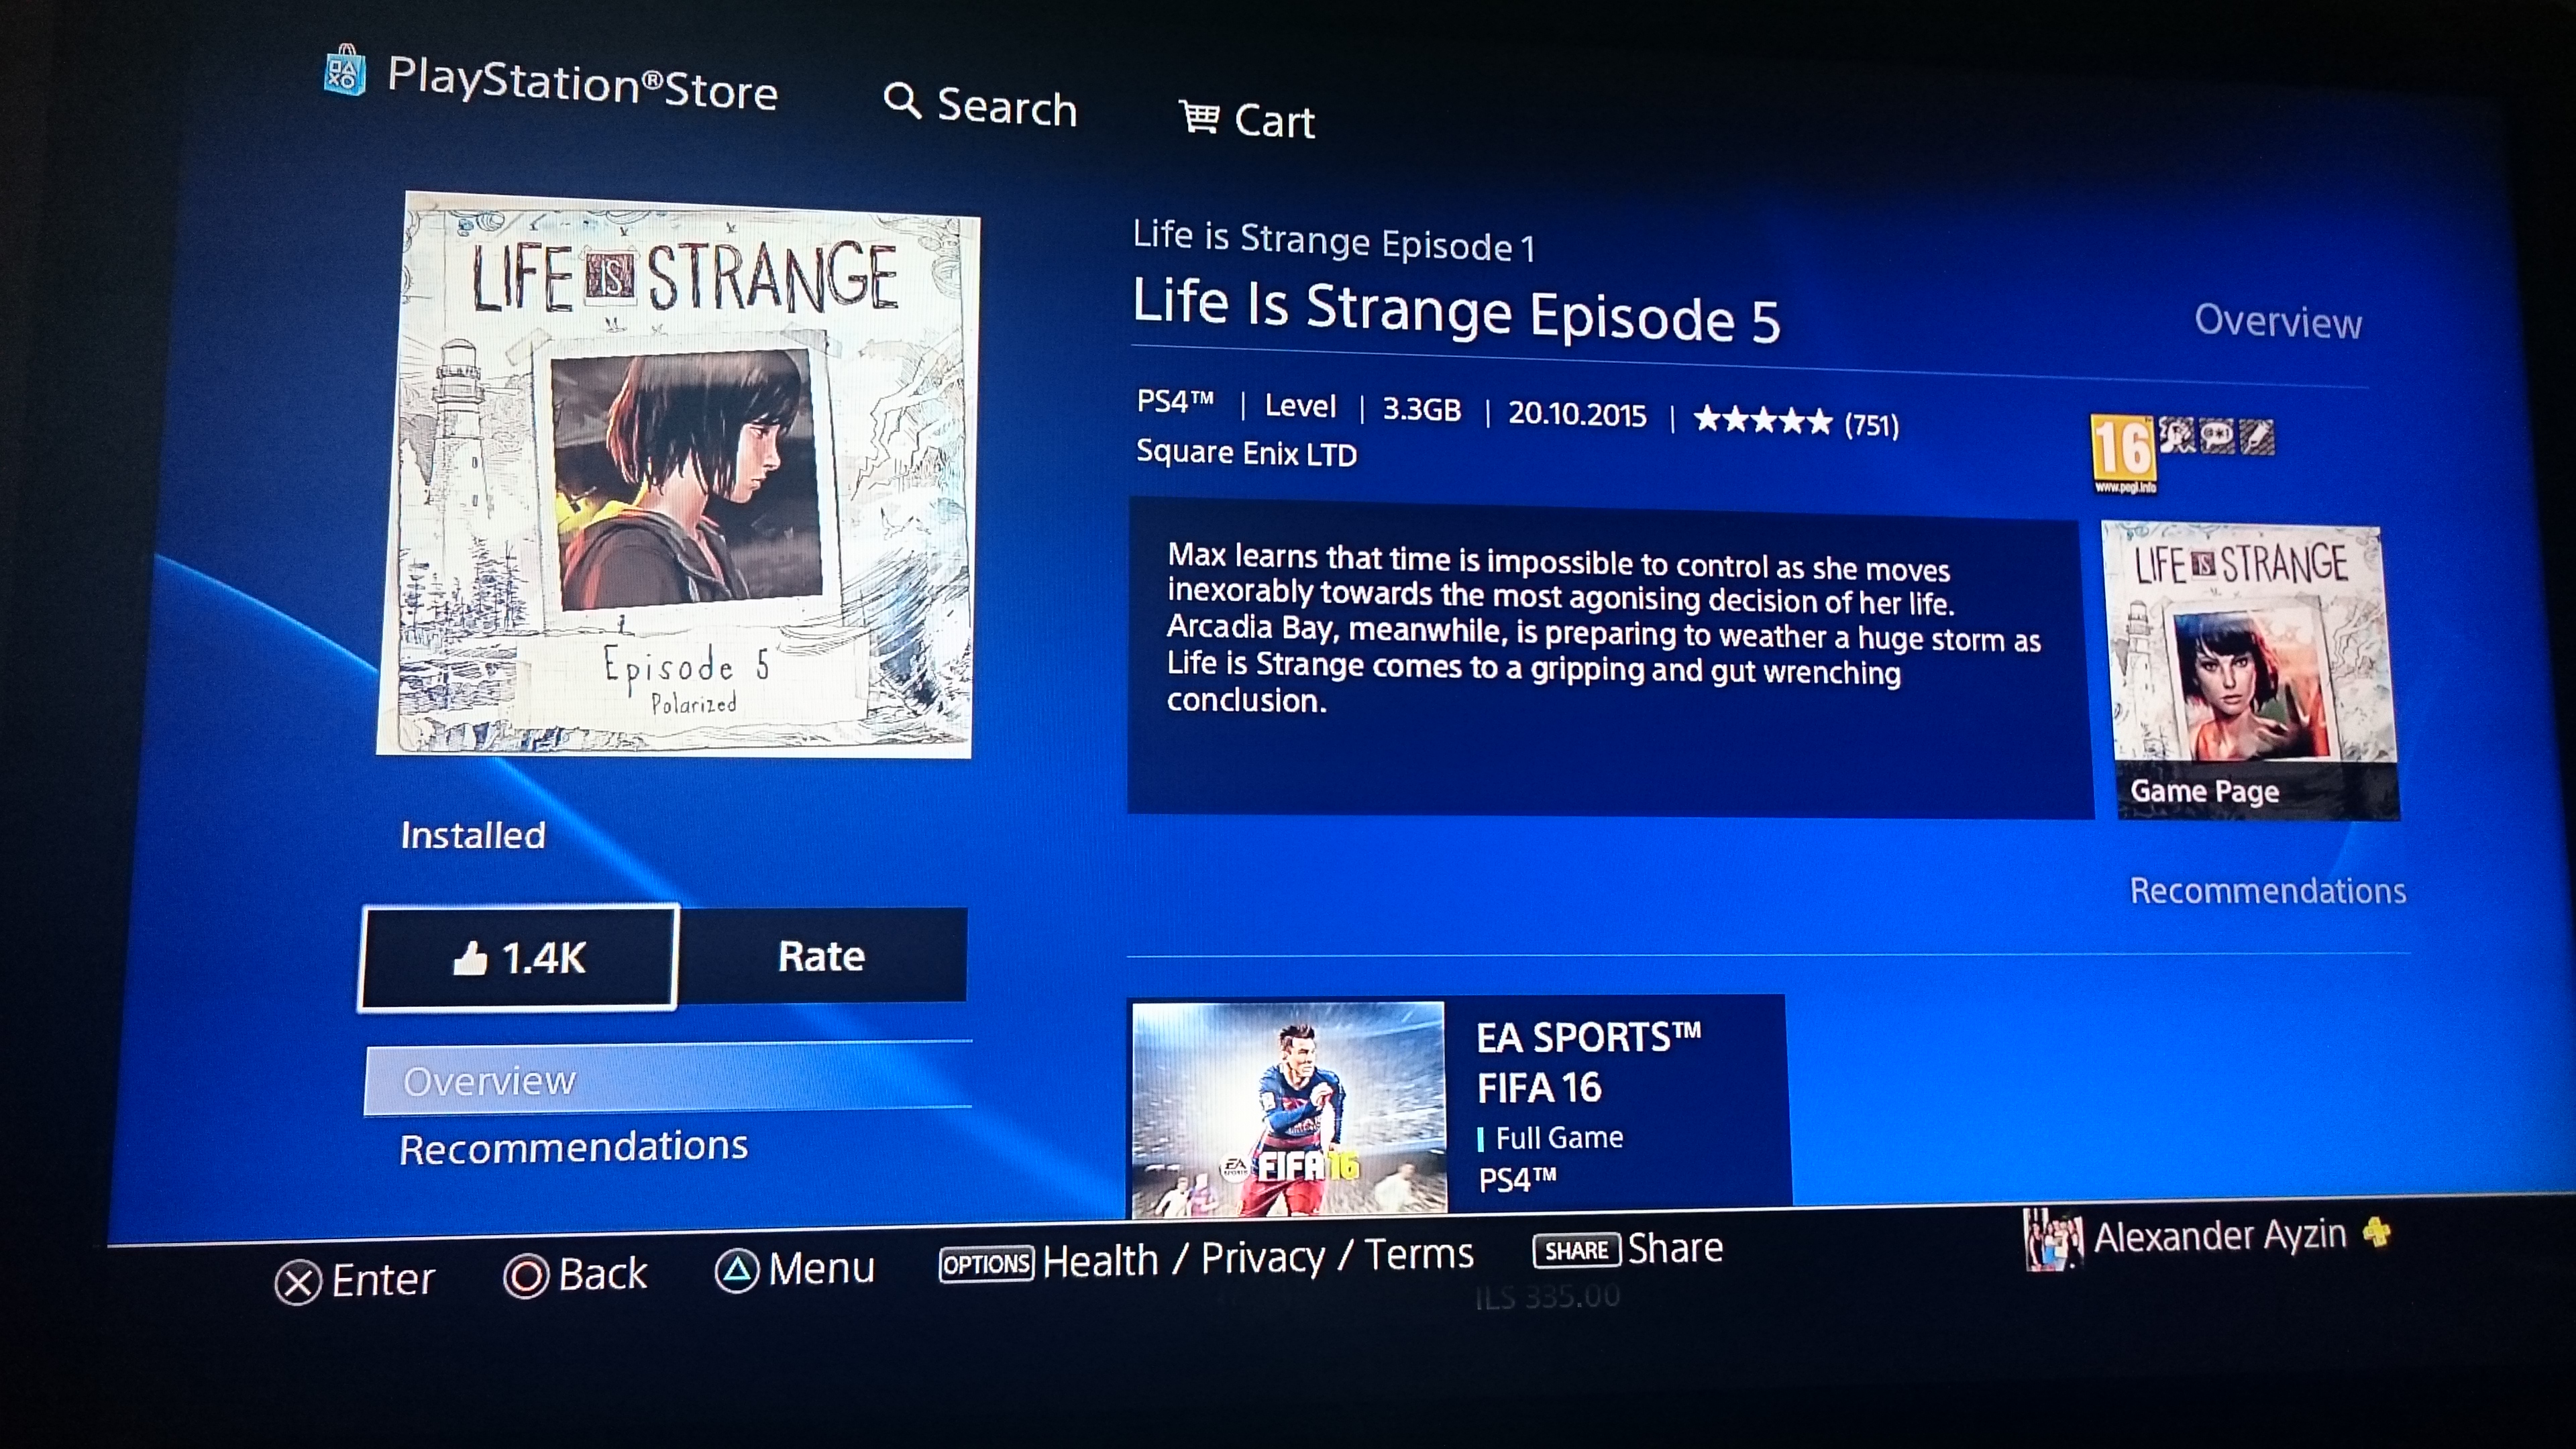 PlayStation®Store
Search
Cart
LIFE IS STRANGE
Episode 5
Polarized
Life is Strange Episode 1
Life Is Strange Episode 5
Overview
PS4™ | Level | 3.3GB | 20.10.2015 | ★★★★★ (751)
Square Enix LTD
16
www.pegi.info
Max learns that time is impossible to control as she moves
inexorably towards the most agonising decision of her life.
Arcadia Bay, meanwhile, is preparing to weather a huge storm as
Life is Strange comes to a gripping and gut wrenching
conclusion.
LIFE IS STRANGE
Game Page
Installed
1.4K
Rate
Overview
Recommendations
Recommendations
EA SPORTS™
FIFA 16
Full Game
PS4™
EA SPORTS FIFA 16
Enter
Back
Menu
OPTIONS Health / Privacy / Terms
SHARE Share
Alexander Ayzin
ILS 335.00